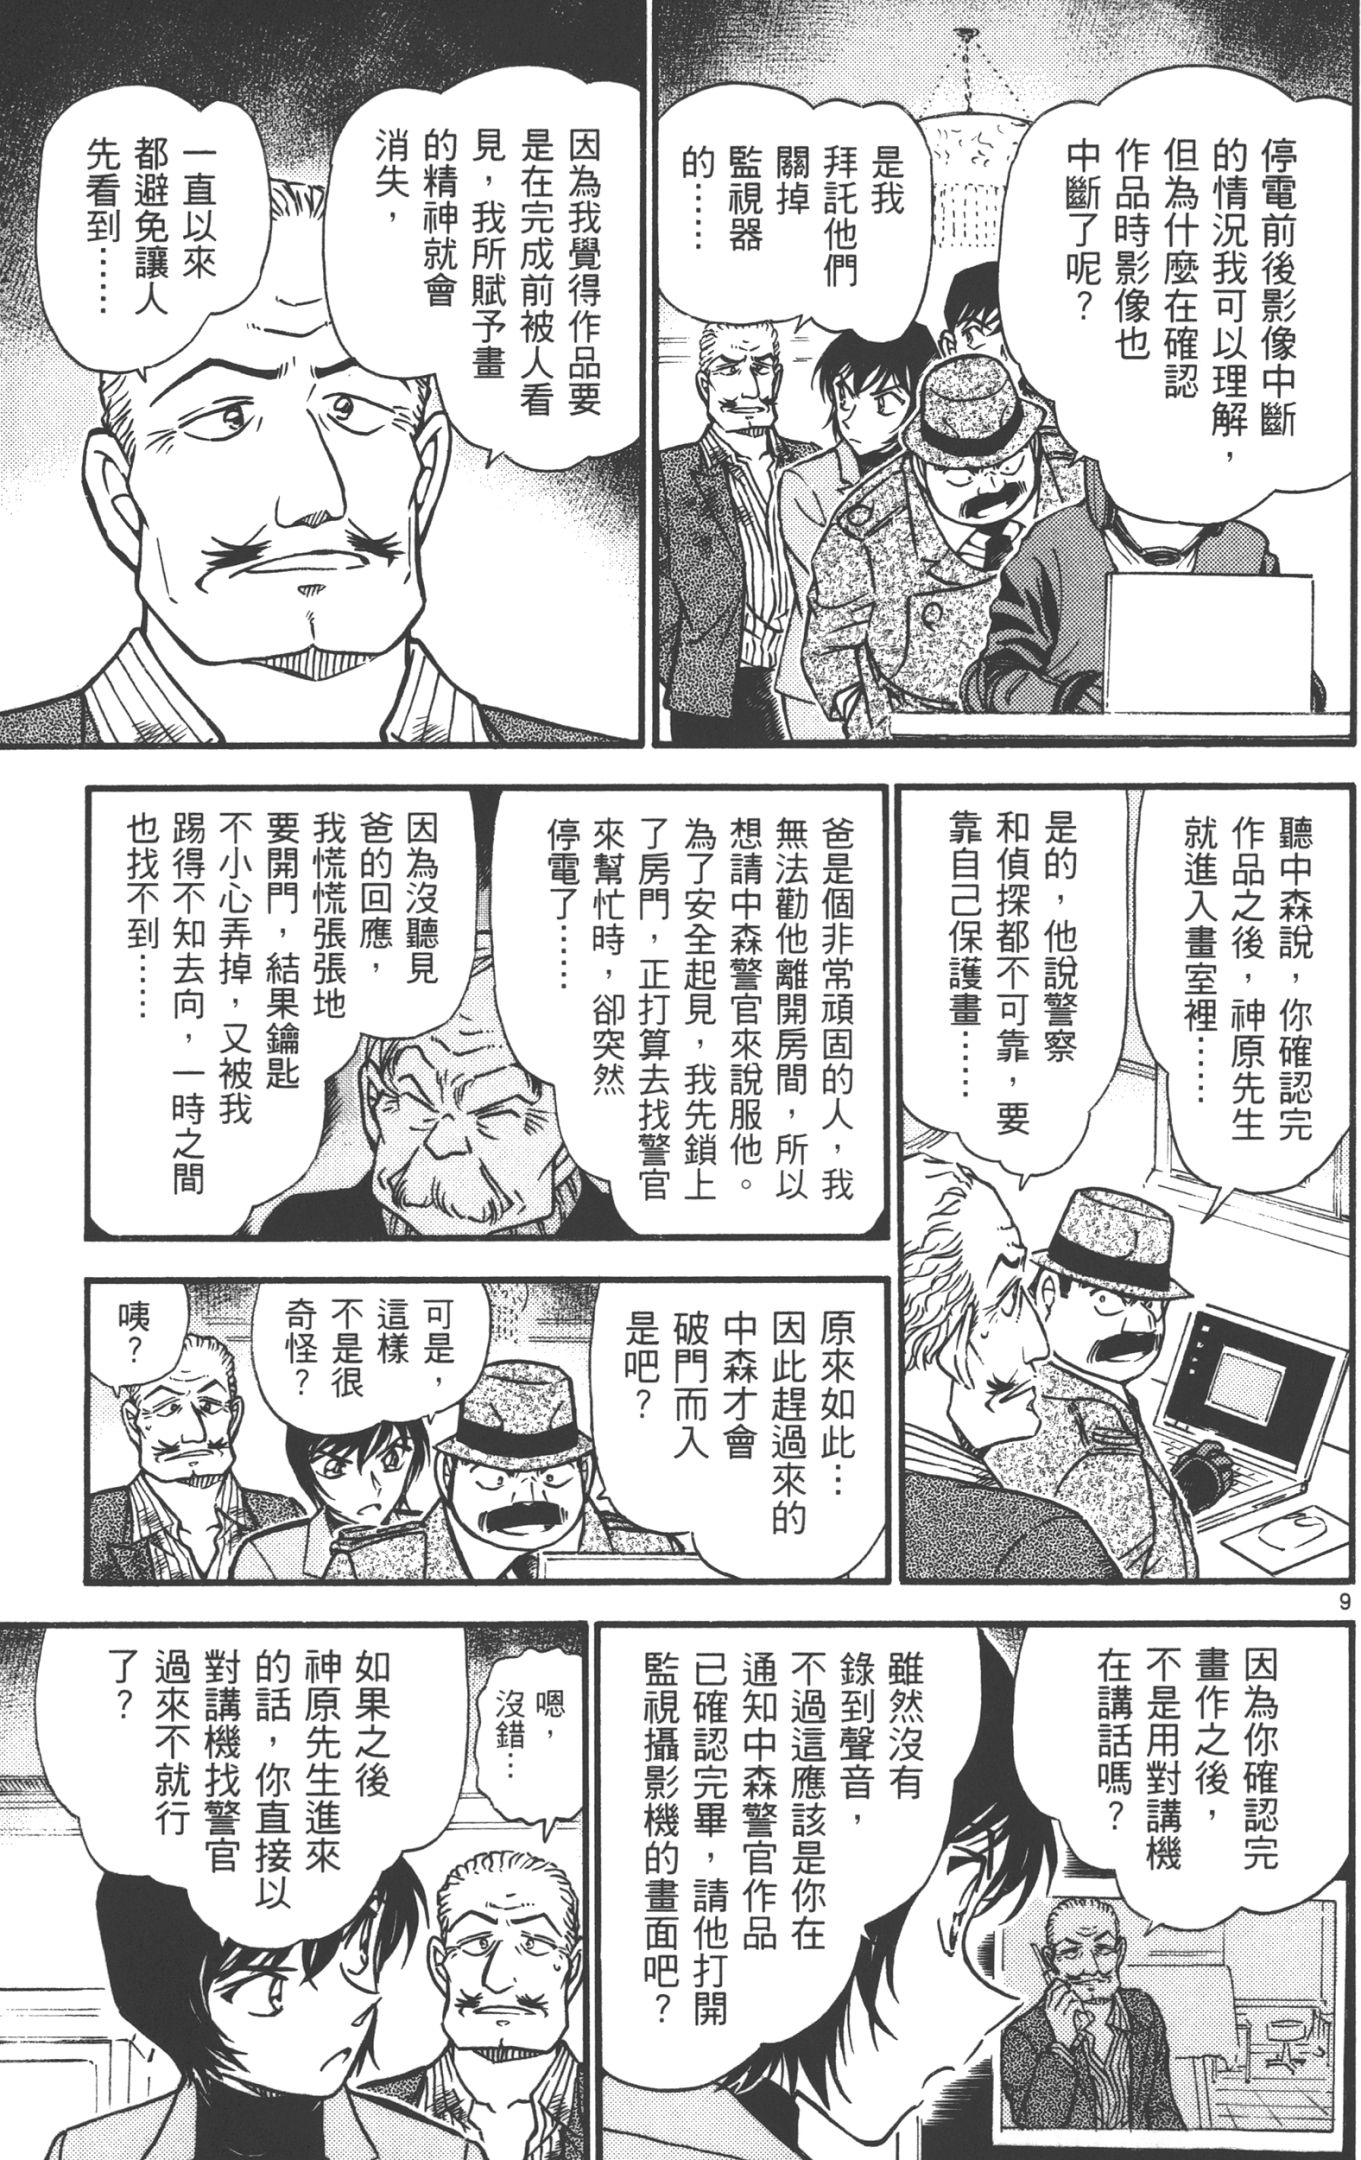 停電前後影像中斷
的情況我可以理解，
但為什麼在確認
作品時影像也
中斷了呢？
是我
拜託他們
關掉
監視器
的……
因為我覺得作品要
是在完成前被人看
見，我所賦予畫
的精神就會
消失，
一直以來
都避免讓人
先看到……
聽中森說，你確認完
作品之後，神原先生
就進入畫室裡……
是的，他說警察
和偵探都不可靠，要
靠自己保護畫……
爸是個非常頑固的人，我
無法勸他離開房間，所以
想請中森警官來說服他。
為了安全起見，我先鎖上
了房門，正打算去找警官
來幫忙時，卻突然
停電了……
因為沒聽見
爸的回應，
我慌慌張張地
要開門，結果鑰匙
不小心弄掉，又被我
踢得不知去向，一時之間
也找不到……
原來如此…
因此趕過來的
中森才會
破門而入
是吧？
可是，
這樣
不是很
奇怪？
咦？
9
因為你確認完
畫作之後，
不是用對講機
在講話嗎？
雖然沒有
錄到聲音，
不過這應該是你在
通知中森警官作品
已確認完畢，請他打開
監視攝影機的畫面吧？
嗯，
沒錯…
如果之後
神原先生進來
的話，你直接以
對講機找警官
過來不就行
了？